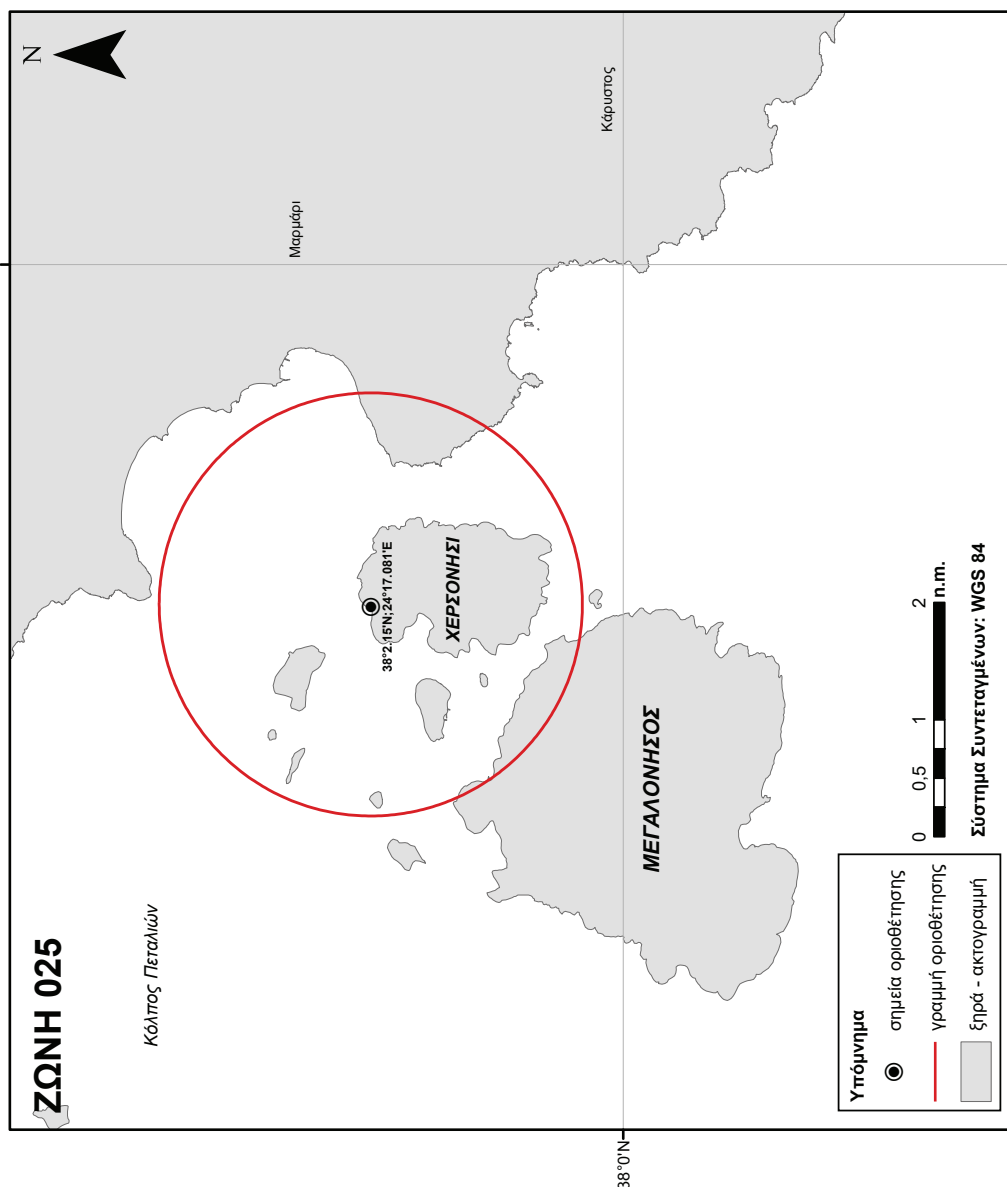 ΖΩΝΗ 025
N
Κόλπος Πεταλιών
Μαρμάρι
38°2.15'N; 24°17.081'E
ΧΕΡΣΟΝΗΣΙ
Κάρυστος
ΜΕΓΑΛΟΝΗΣΟΣ
38°0'N
Υπόμνημα
σημεία οριοθέτησης
γραμμή οριοθέτησης
ξηρά - ακτογραμμή
0 0,5 1 2
n.m.
Σύστημα Συντεταγμένων: WGS 84